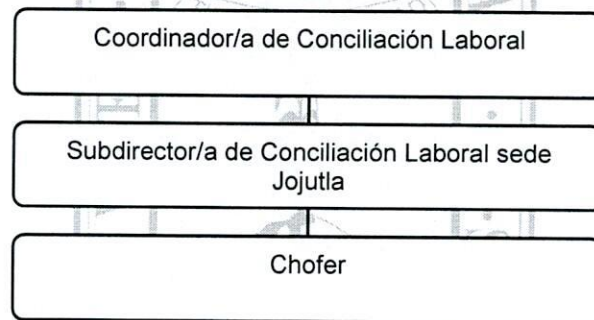 Coordinador/a de Conciliación Laboral
Subdirector/a de Conciliación Laboral sede
Jojutla
Chofer